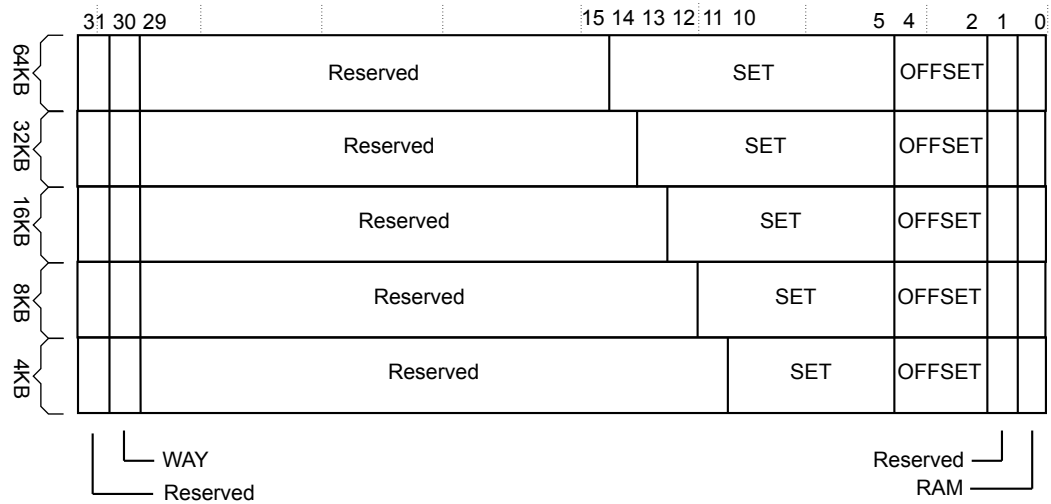 31 30 29 15 14 13 12 11 10 5 4 2 1 0
64KB Reserved SET OFFSET
32KB Reserved SET OFFSET
16KB Reserved SET OFFSET
8KB Reserved SET OFFSET
4KB Reserved SET OFFSET
WAY Reserved
Reserved RAM